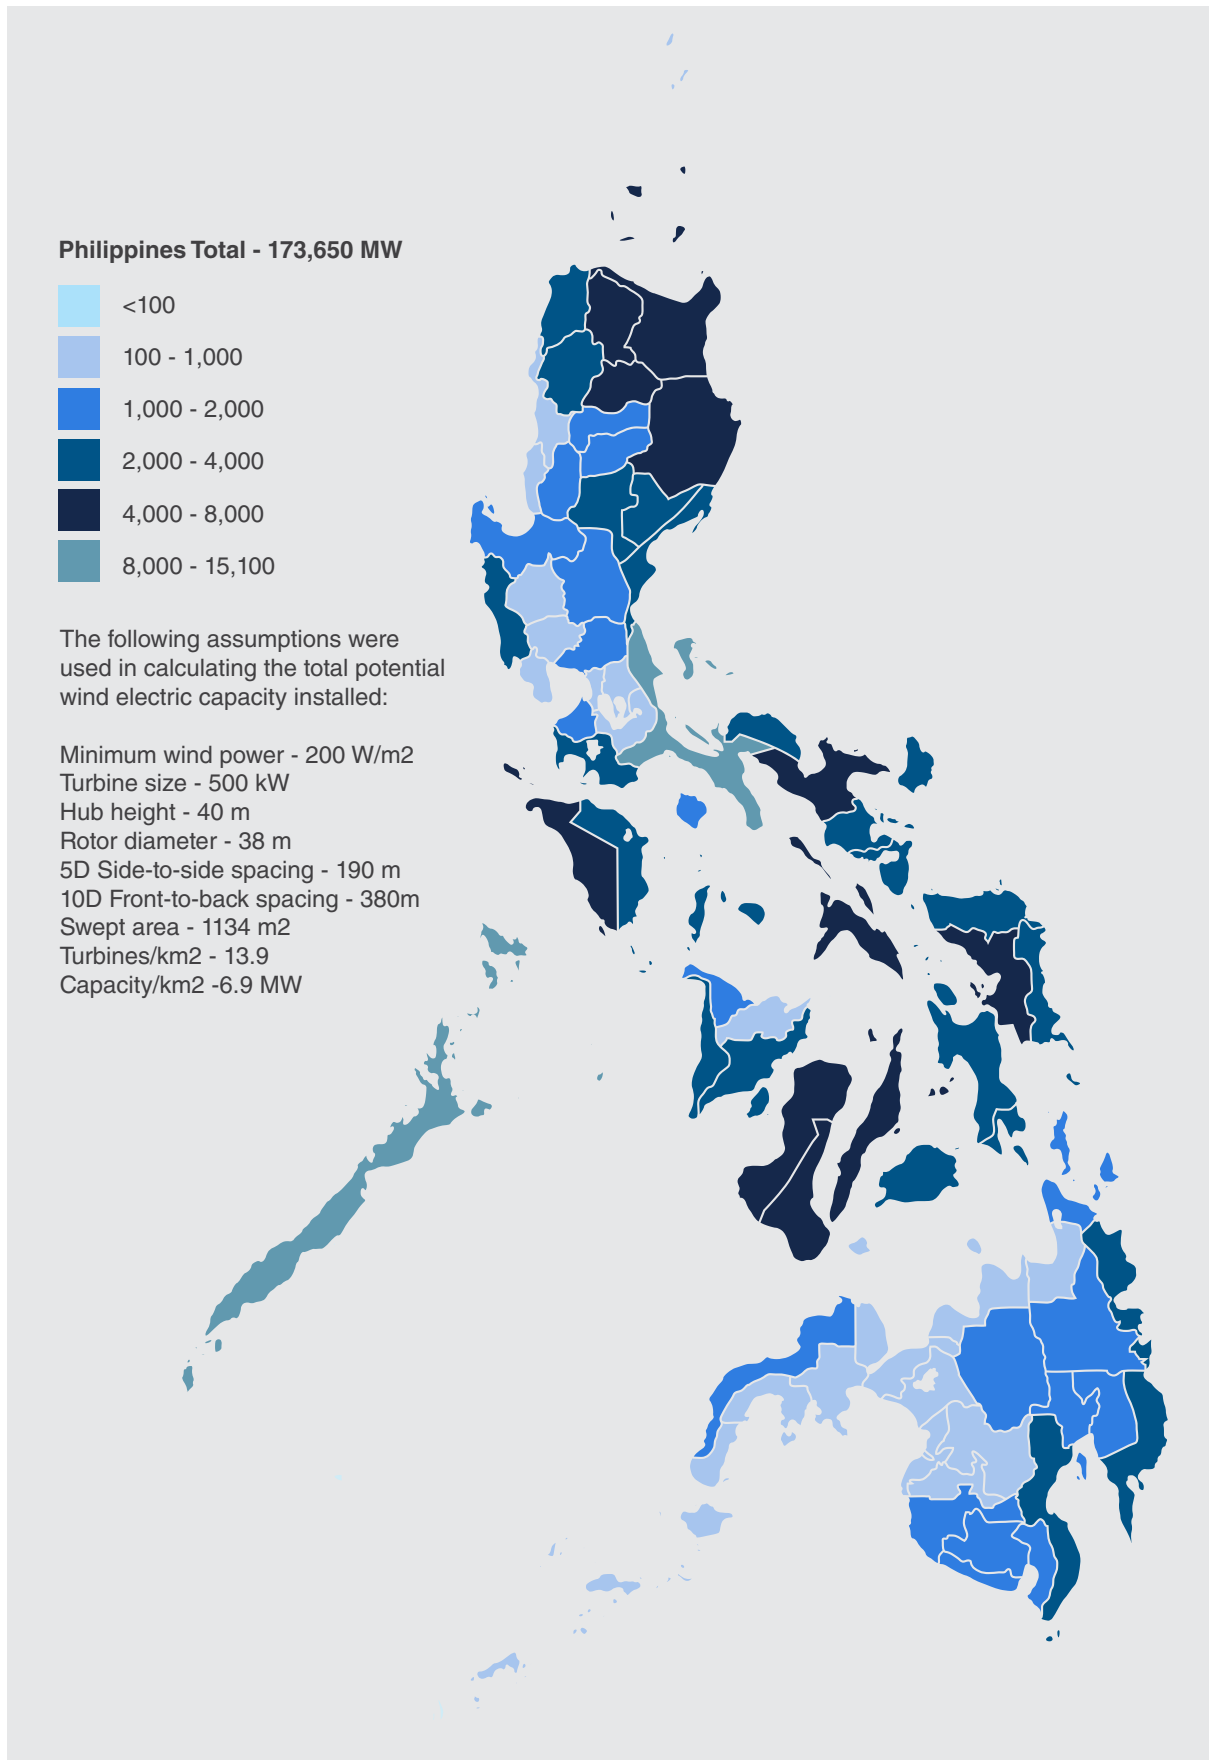 Philippines Total - 173,650 MW
<100
100 - 1,000
1,000 - 2,000
2,000 - 4,000
4,000 - 8,000
8,000 - 15,100
The following assumptions were
used in calculating the total potential
wind electric capacity installed:
Minimum wind power - 200 W/m2
Turbine size - 500 kW
Hub height - 40 m
Rotor diameter - 38 m
5D Side-to-side spacing - 190 m
10D Front-to-back spacing - 380m
Swept area - 1134 m2
Turbines/km2 - 13.9
Capacity/km2 -6.9 MW